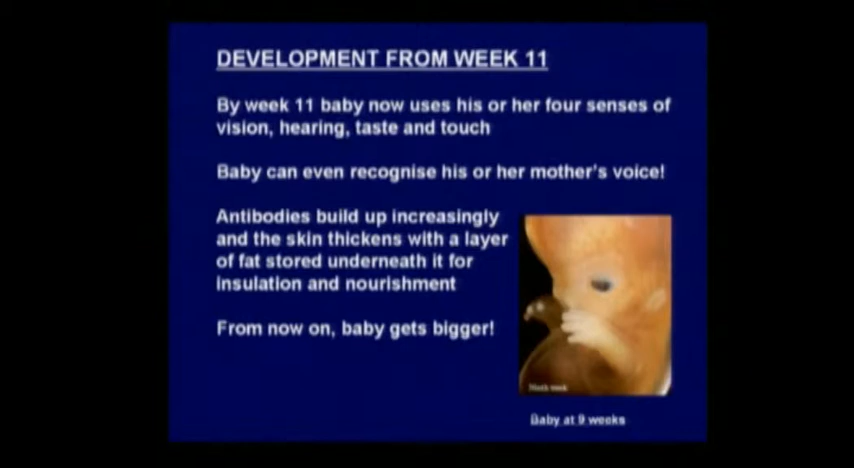 DEVELOPMENT FROM WEEK 11
By week 11 baby now uses his or her four senses of
vision, hearing, taste and touch
Baby can even recognise his or her mother's voice!
Antibodies build up increasingly
and the skin thickens with a layer
of fat stored underneath it for
insulation and nourishment
From now on, baby gets bigger!
Ninth week
Baby at 9 weeks